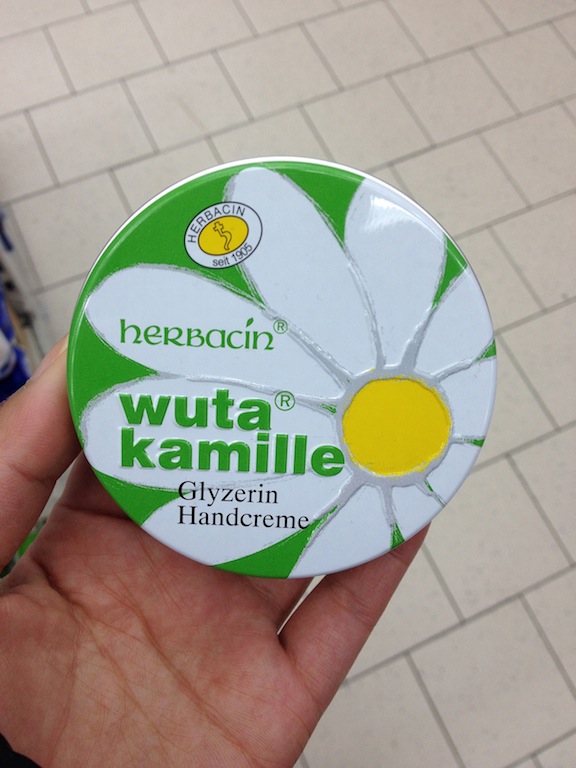 HERBACIN
seit 1905
herbacin®
wuta®
kamille
Glyzerin
Handcreme